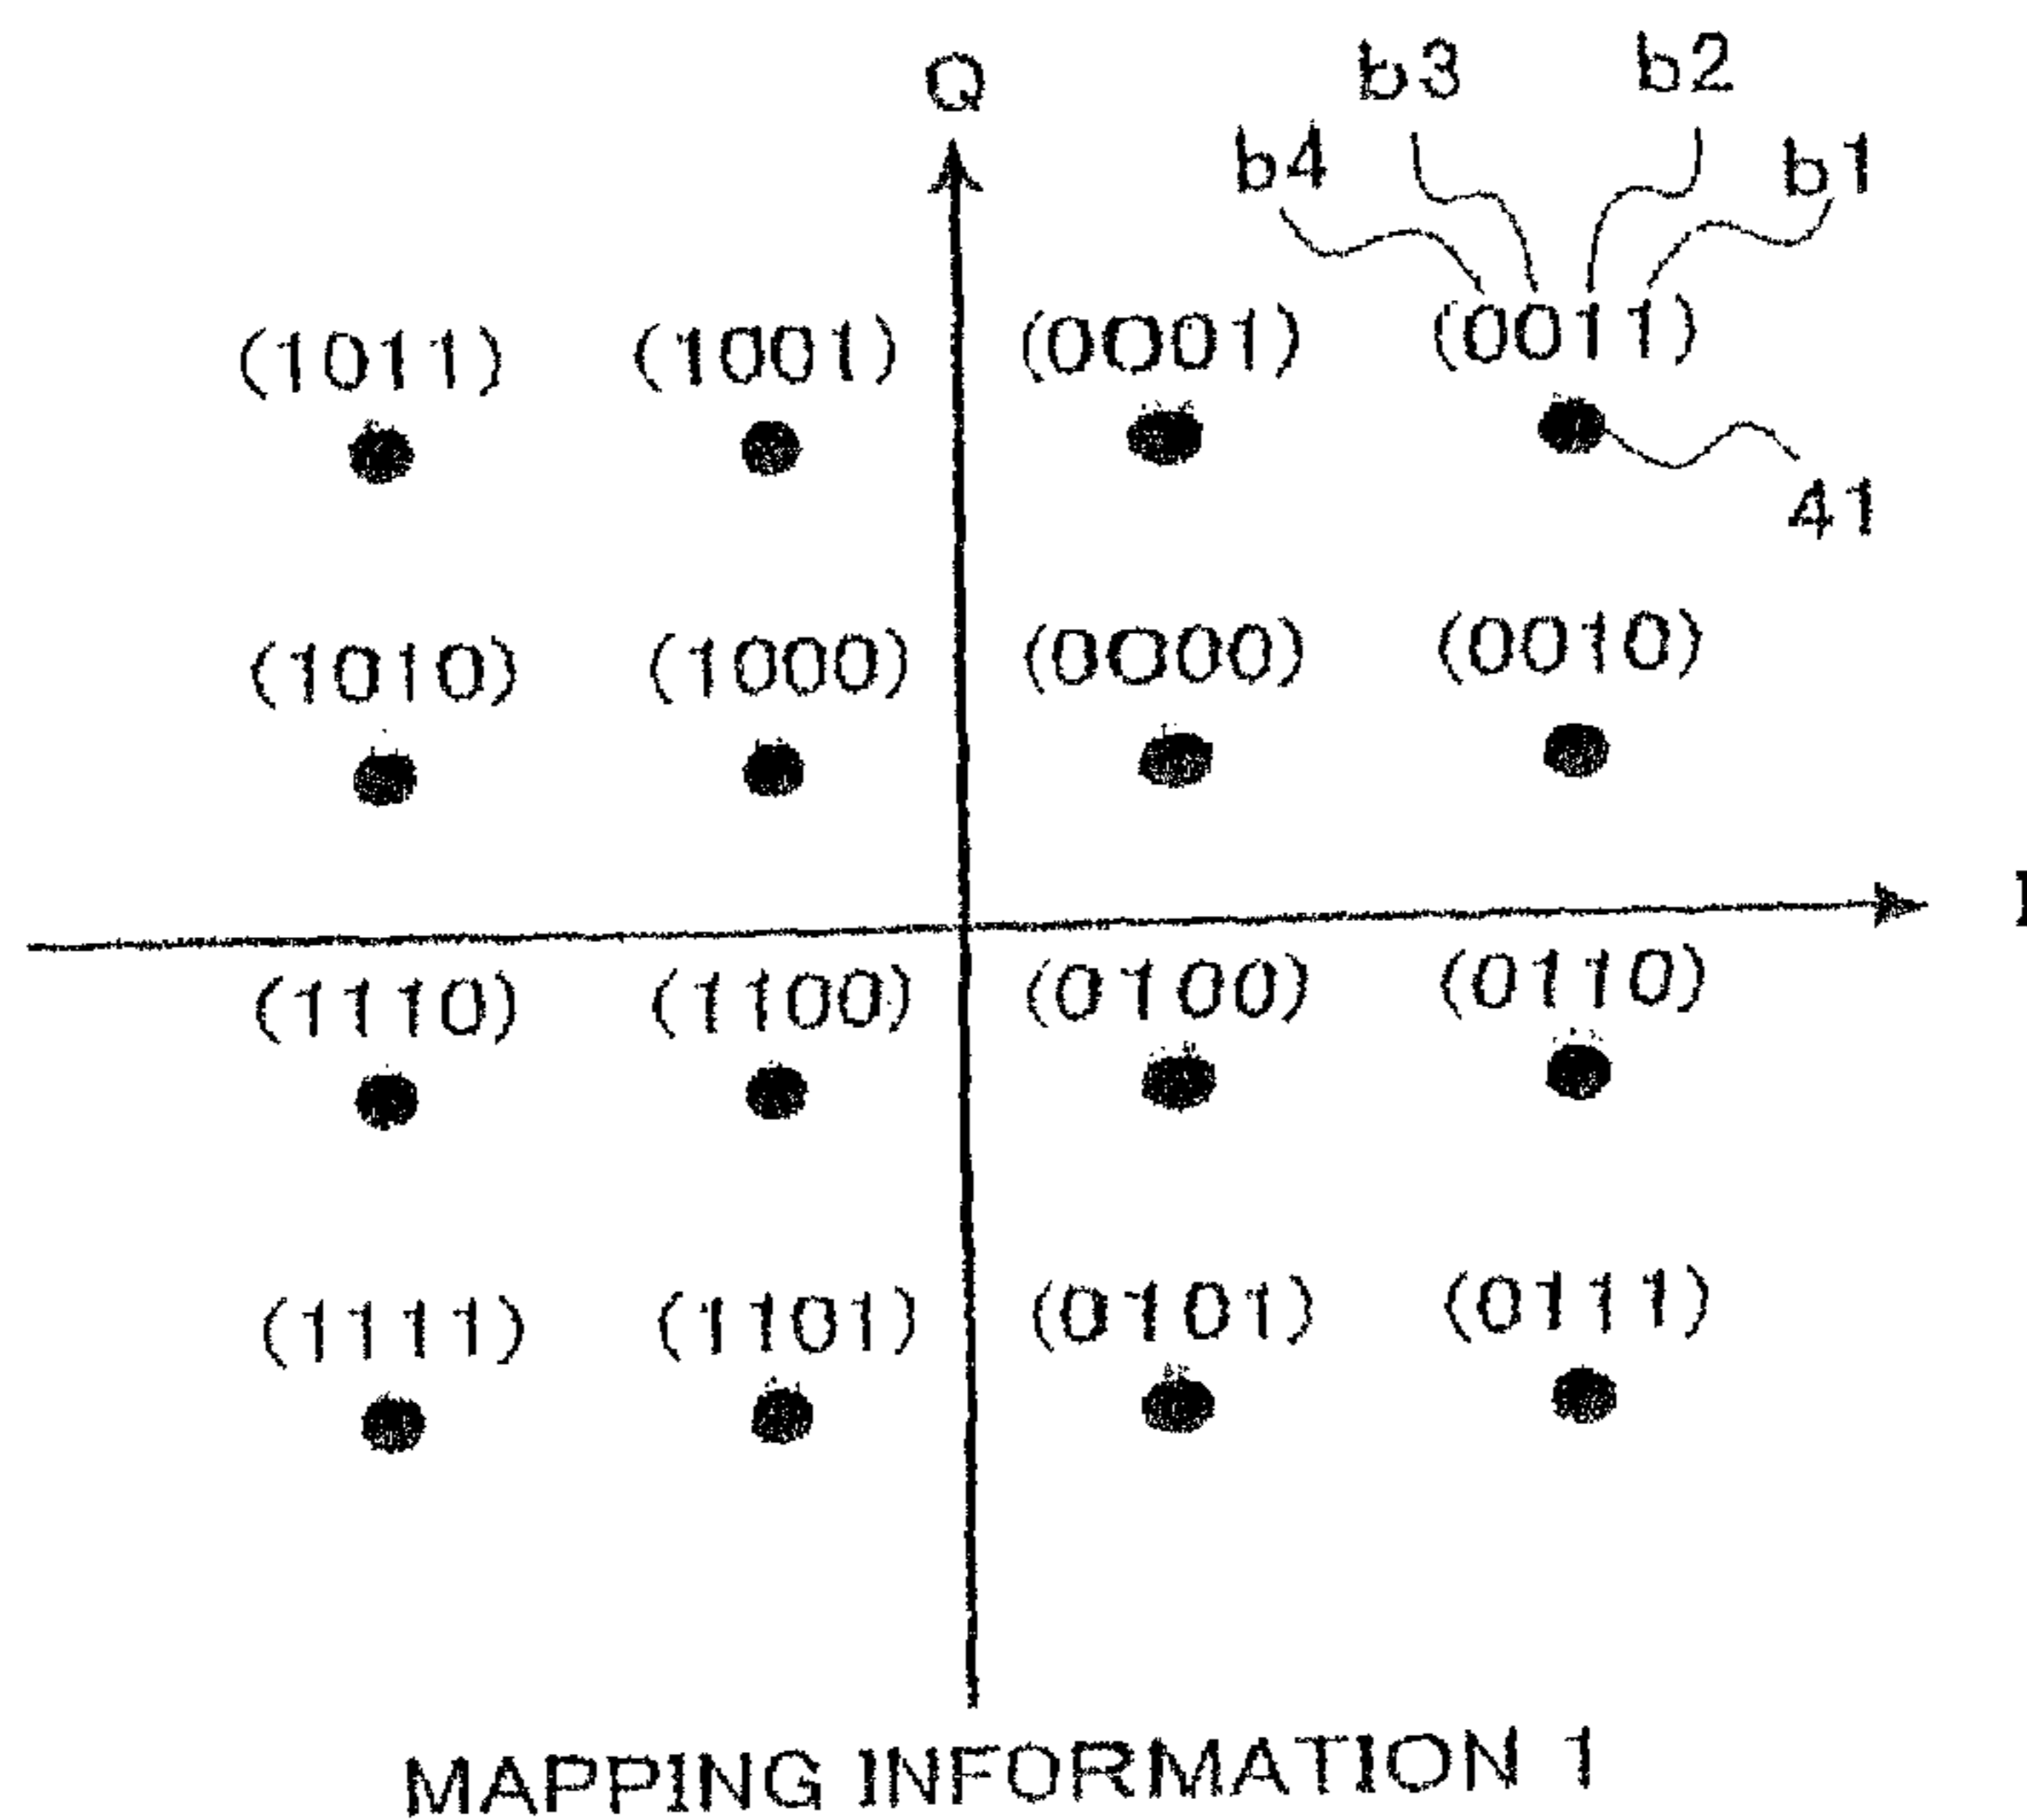 Q
b3 b2
b4 b1
(1011) (1001) (0001) (0011)
41
(1010) (1000) (0000) (0010)
I
(1110) (1100) (0100) (0110)
(1111) (1101) (0101) (0111)
MAPPING INFORMATION 1